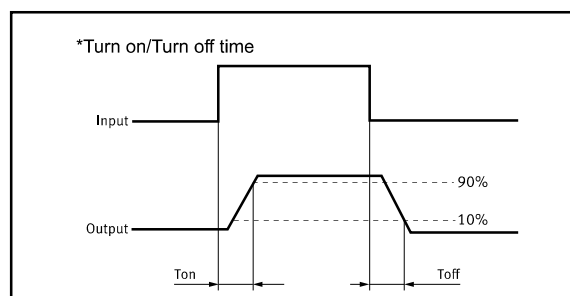 *Turn on/Turn off time
Input
90%
10%
Output
Ton
Toff